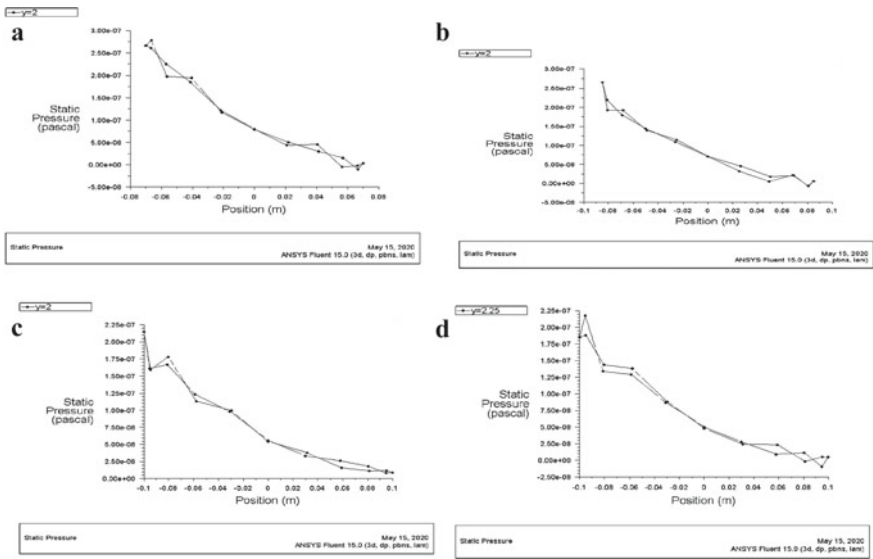 a
y=2
3.00e-07
2.50e-07
2.00e-07
1.50e-07
1.00e-07
5.00e-08
0.00e+00
-5.00e-08
Static
Pressure
(pascal)
-0.08 -0.06 -0.04 -0.02 0 0.02 0.04 0.06 0.08
Position (m)
Static Pressure
May 15, 2020
ANSYS Fluent 15.0 (3d, dp, pbns, lam)
b
y=2
3.00e-07
2.50e-07
2.00e-07
1.50e-07
1.00e-07
5.00e-08
0.00e+00
-5.00e-08
Static
Pressure
(pascal)
-0.1 -0.08 -0.06 -0.04 -0.02 0 0.02 0.04 0.06 0.08 0.1
Position (m)
Static Pressure
May 15, 2020
ANSYS Fluent 15.0 (3d, dp, pbns, lam)
c
y=2
2.25e-07
2.00e-07
1.75e-07
1.50e-07
1.25e-07
1.00e-07
7.50e-08
5.00e-08
2.50e-08
0.00e+00
Static
Pressure
(pascal)
-0.1 -0.08 -0.06 -0.04 -0.02 0 0.02 0.04 0.06 0.08 0.1
Position (m)
Static Pressure
May 15, 2020
ANSYS Fluent 15.0 (3d, dp, pbns, lam)
d
y=2.25
2.25e-07
2.00e-07
1.75e-07
1.50e-07
1.25e-07
1.00e-07
7.50e-08
5.00e-08
2.50e-08
0.00e+00
-2.50e-08
Static
Pressure
(pascal)
-0.1 -0.08 -0.06 -0.04 -0.02 0 0.02 0.04 0.06 0.08 0.1
Position (m)
Static Pressure
May 15, 2020
ANSYS Fluent 15.0 (3d, dp, pbns, lam)